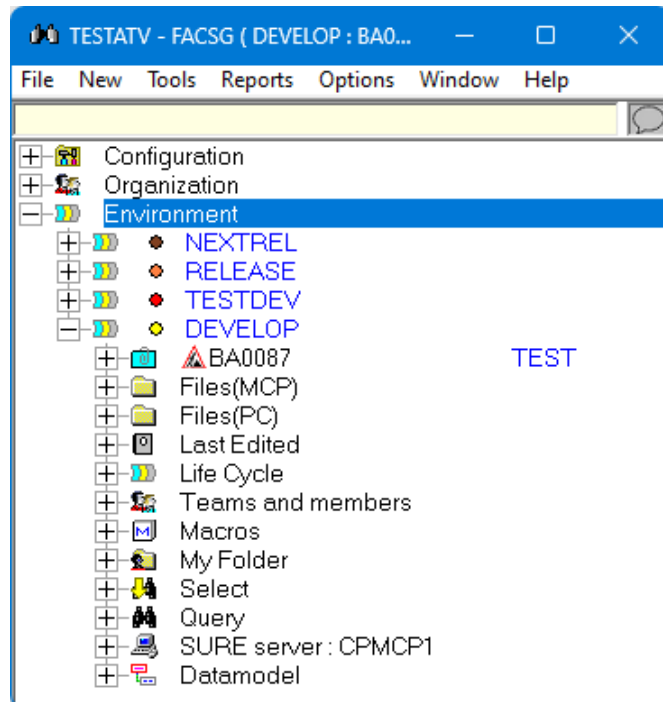 TESTATV - FACSG ( DEVELOP : BA0...
File New Tools Reports Options Window Help
Configuration
Organization
Environment
NEXTREL
RELEASE
TESTDEV
DEVELOP
BA0087 TEST
Files(MCP)
Files(PC)
Last Edited
Life Cycle
Teams and members
Macros
My Folder
Select
Query
SURE server : CPMCP1
Datamodel